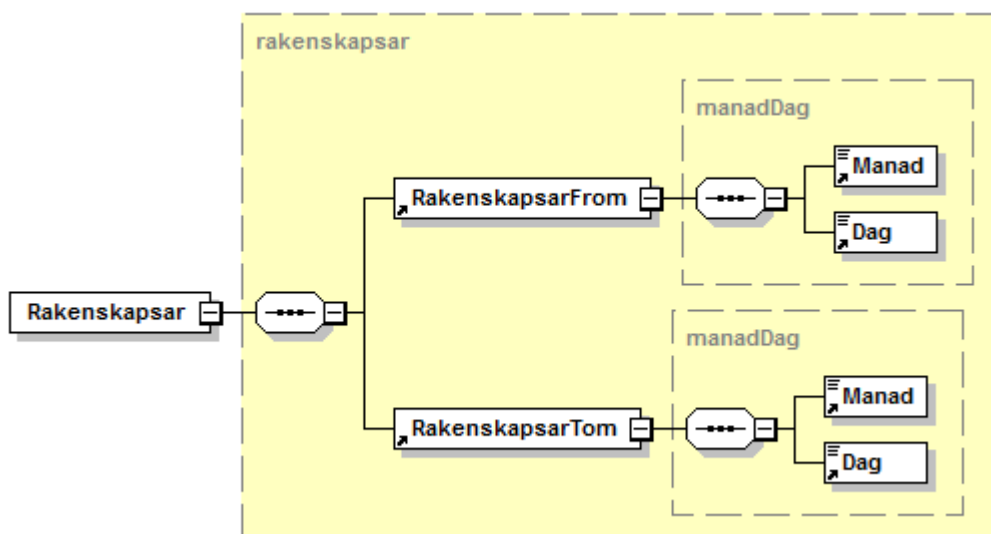 rakenskapsar
manadDag
Manad
RakenskapsarFrom
Dag
Rakenskapsar
manadDag
Manad
RakenskapsarTom
Dag